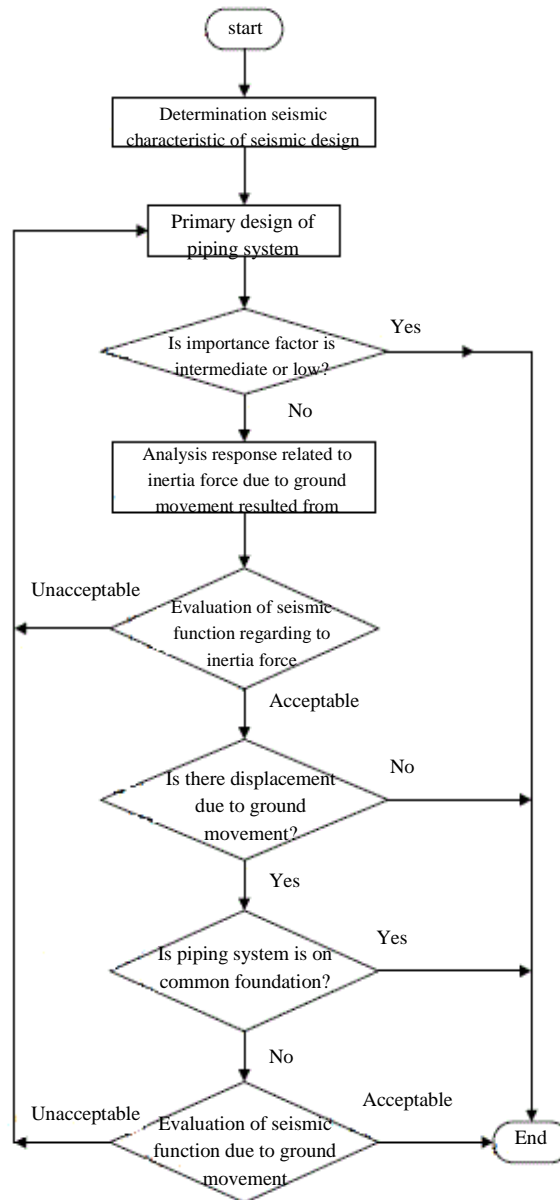 start
Determination seismic
characteristic of seismic design
Primary design of
piping system
Is importance factor is
intermediate or low?
Yes
No
Analysis response related to
inertia force due to ground
movement resulted from
Unacceptable
Evaluation of seismic
function regarding to
inertia force
Acceptable
Is there displacement
due to ground
movement?
No
Yes
Is piping system is on
common foundation?
Yes
No
Unacceptable
Evaluation of seismic
function due to ground
movement
Acceptable
End